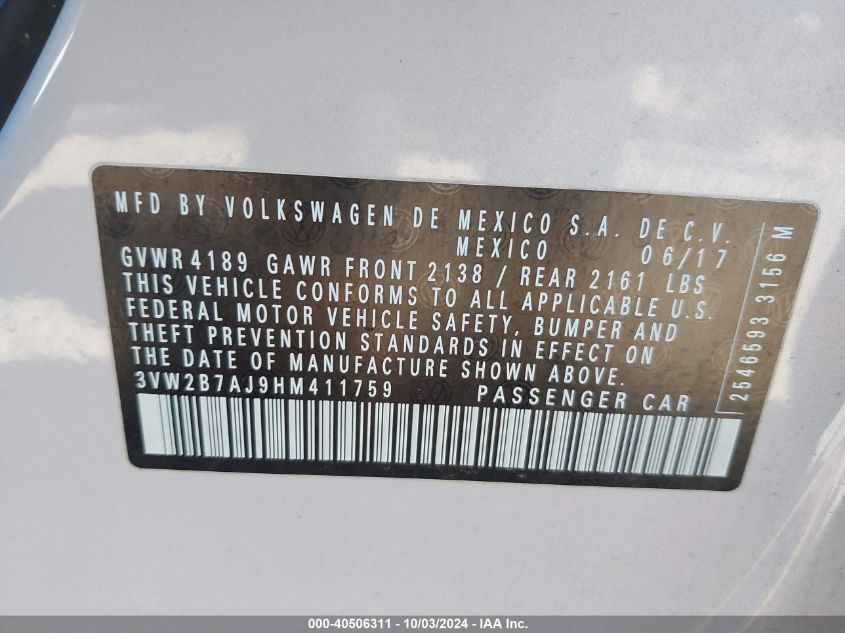 MFD BY VOLKSWAGEN DE MEXICO S.A. DE C.V.
MEXICO 06/17
GVWR 4189 GAWR FRONT 2138 / REAR 2161 LBS
THIS VEHICLE CONFORMS TO ALL APPLICABLE U.S.
FEDERAL MOTOR VEHICLE SAFETY, BUMPER AND
THEFT PREVENTION STANDARDS IN EFFECT ON
THE DATE OF MANUFACTURE SHOWN ABOVE.
3VW2B7AJ9HM411759 PASSENGER CAR
2546593 3156 M
000-40506311 - 10/03/2024 - IAA Inc.